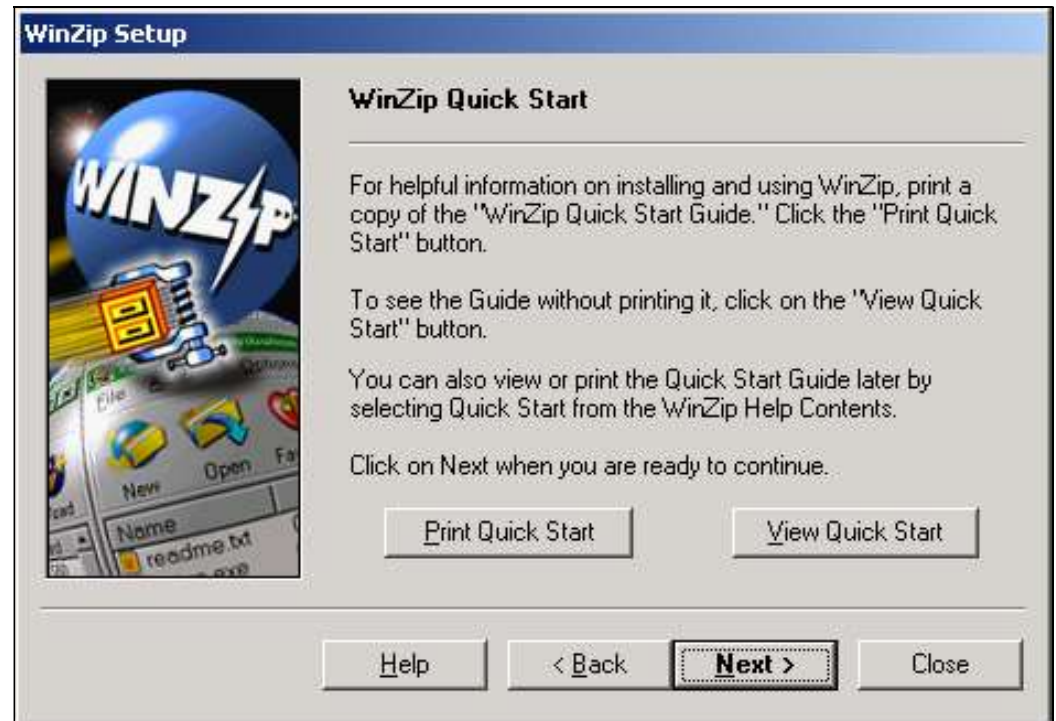 WinZip Setup
WINZIP
File
New
Open
Name
readme.txt
WinZip Quick Start
For helpful information on installing and using WinZip, print a
copy of the "WinZip Quick Start Guide." Click the "Print Quick
Start" button.
To see the Guide without printing it, click on the "View Quick
Start" button.
You can also view or print the Quick Start Guide later by
selecting Quick Start from the WinZip Help Contents.
Click on Next when you are ready to continue.
Print Quick Start
View Quick Start
Help
< Back
Next >
Close